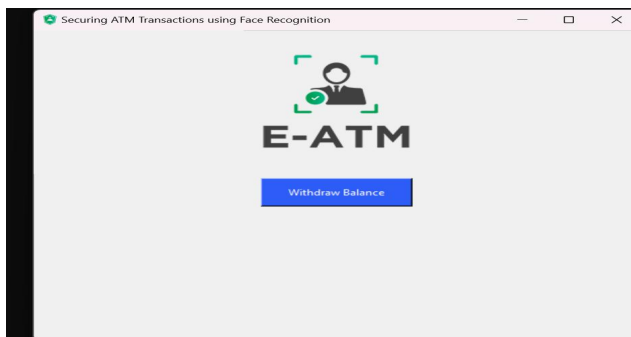 Securing ATM Transactions using Face Recognition
E-ATM
Withdraw Balance